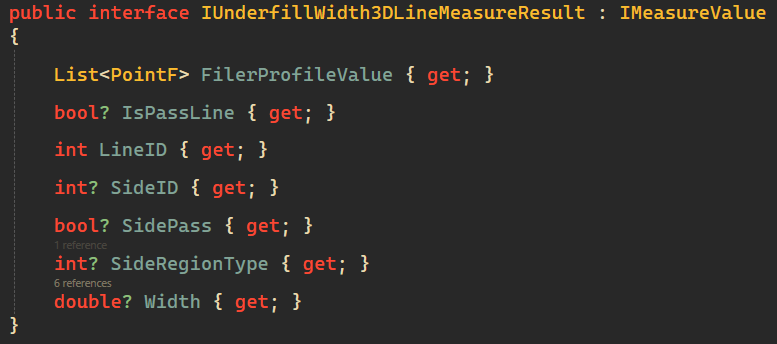 public interface IUnderfillWidth3DLineMeasureResult : IMeasureValue
{
List<PointF> FilerProfileValue { get; }
bool? IsPassLine { get; }
int LineID { get; }
int? SideID { get; }
bool? SidePass { get; }
1 reference
int? SideRegionType { get; }
6 references
double? Width { get; }
}